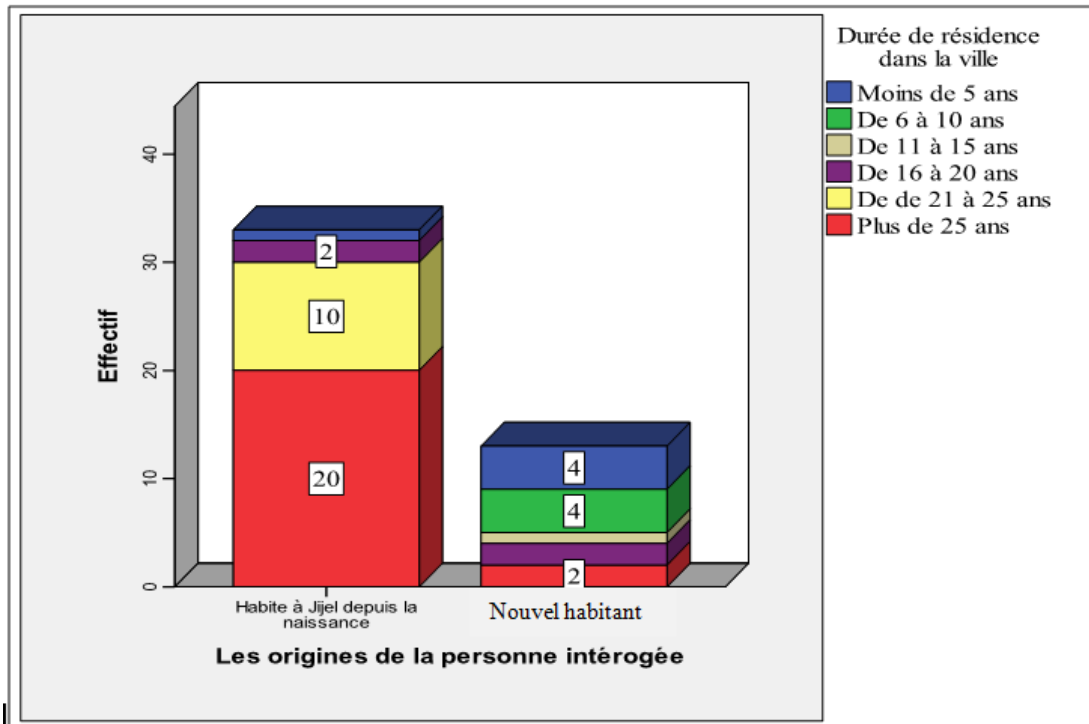 Durée de résidence
dans la ville
Moins de 5 ans
De 6 à 10 ans
De 11 à 15 ans
De 16 à 20 ans
De de 21 à 25 ans
Plus de 25 ans
Effectif
40
30
20
10
0
2
10
20
4
4
2
Habite à Jijel depuis la
naissance
Nouvel habitant
Les origines de la personne intérogée